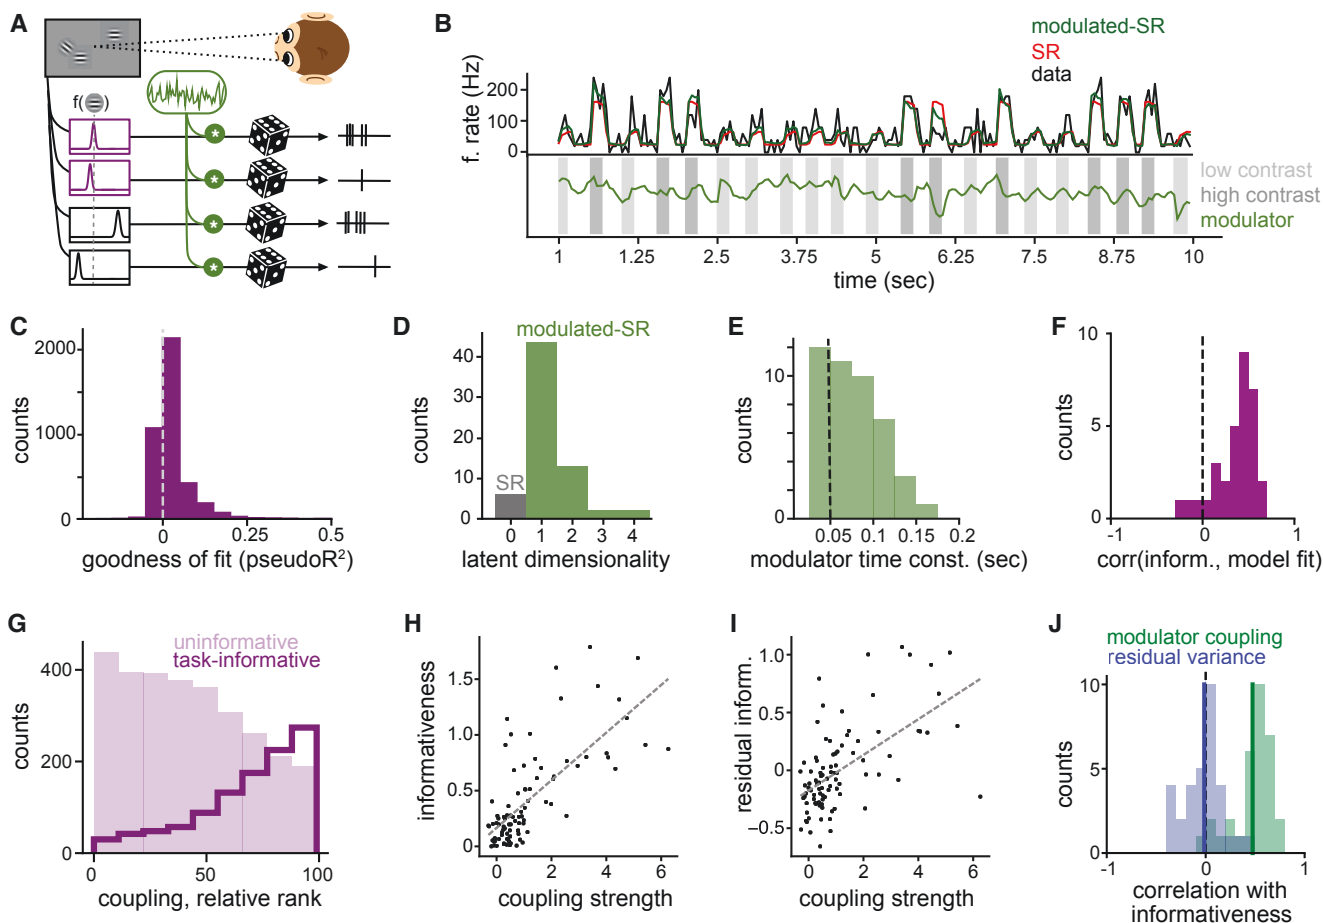 A
f( )
*
*
*
*
B
modulated-SR
SR
data
f. rate (Hz)
200
100
0
low contrast
high contrast
modulator
1
1.25
2.5
3.75
5
6.25
7.5
8.75
10
time (sec)
C
counts
2000
1000
0
0
0.25
0.5
goodness of fit (pseudoR²)
D
modulated-SR
counts
40
30
20
10
0
SR
0
1
2
3
4
latent dimensionality
E
counts
10
0
0.05
0.1
0.15
0.2
modulator time const. (sec)
F
counts
10
5
0
-1
0
1
corr(inform., model fit)
G
uninformative
task-informative
counts
400
200
0
0
50
100
coupling, relative rank
H
informativeness
1.5
1.0
0.5
0
0
2
4
6
coupling strength
I
residual inform.
1.0
0.5
0
−0.5
0
2
4
6
coupling strength
J
modulator coupling
residual variance
counts
10
5
0
-1
0
1
correlation with
informativeness